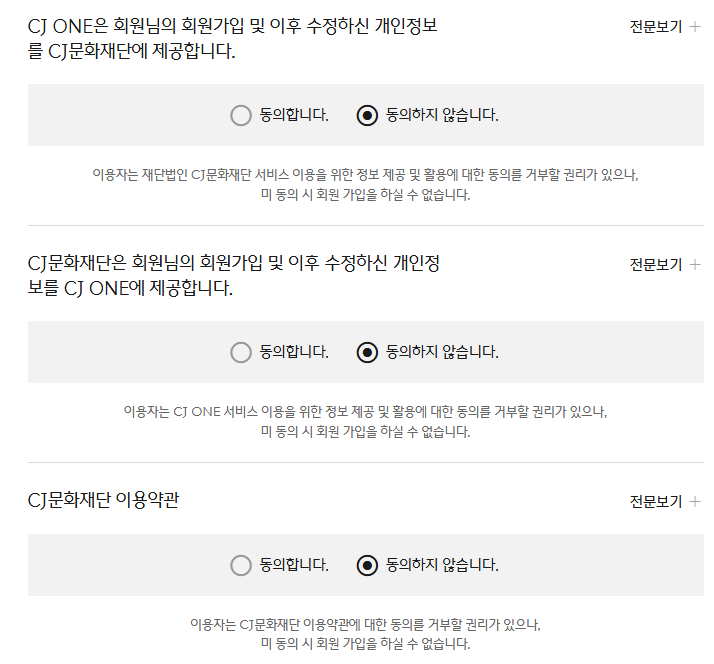 CJ ONE은 회원님의 회원가입 및 이후 수정하신 개인정보
를 CJ문화재단에 제공합니다.
전문보기 +
동의합니다. 동의하지 않습니다.
이용자는 재단법인 CJ문화재단 서비스 이용을 위한 정보 제공 및 활용에 대한 동의를 거부할 권리가 있으나,
미 동의 시 회원 가입을 하실 수 없습니다.
CJ문화재단은 회원님의 회원가입 및 이후 수정하신 개인정
보를 CJ ONE에 제공합니다.
전문보기 +
동의합니다. 동의하지 않습니다.
이용자는 CJ ONE 서비스 이용을 위한 정보 제공 및 활용에 대한 동의를 거부할 권리가 있으나,
미 동의 시 회원 가입을 하실 수 없습니다.
CJ문화재단 이용약관
전문보기 +
동의합니다. 동의하지 않습니다.
이용자는 CJ문화재단 이용약관에 대한 동의를 거부할 권리가 있으나,
미 동의 시 회원 가입을 하실 수 없습니다.